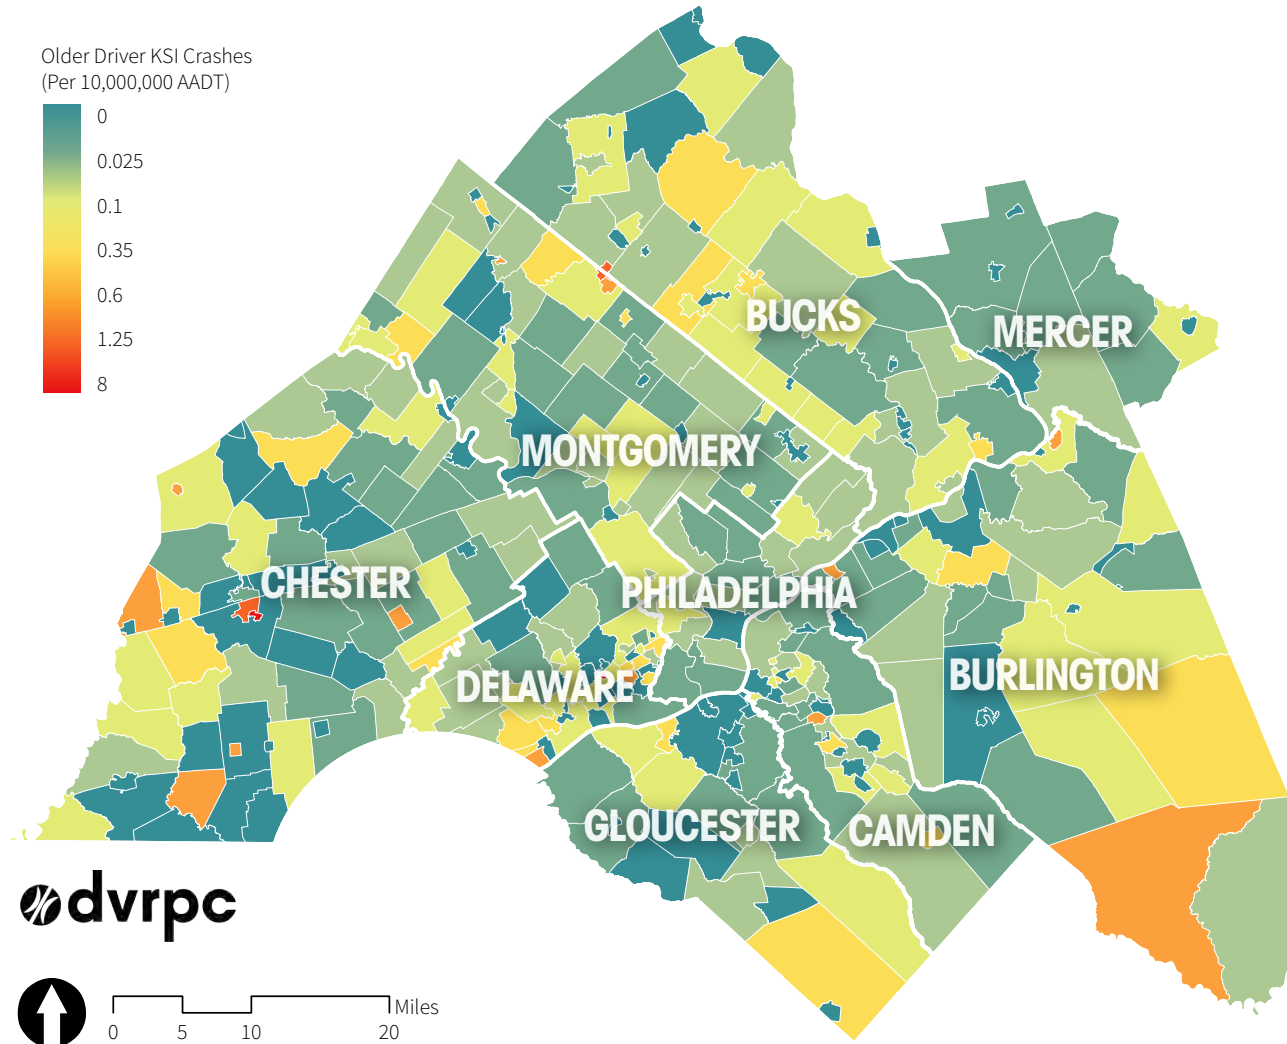 Older Driver KSI Crashes
(Per 10,000,000 AADT)
0
0.025
0.1
0.35
0.6
1.25
8
BUCKS
MERCER
MONTGOMERY
CHESTER
PHILADELPHIA
DELAWARE
BURLINGTON
GLOUCESTER
CAMDEN
dvrpc
Miles
0 5 10 20